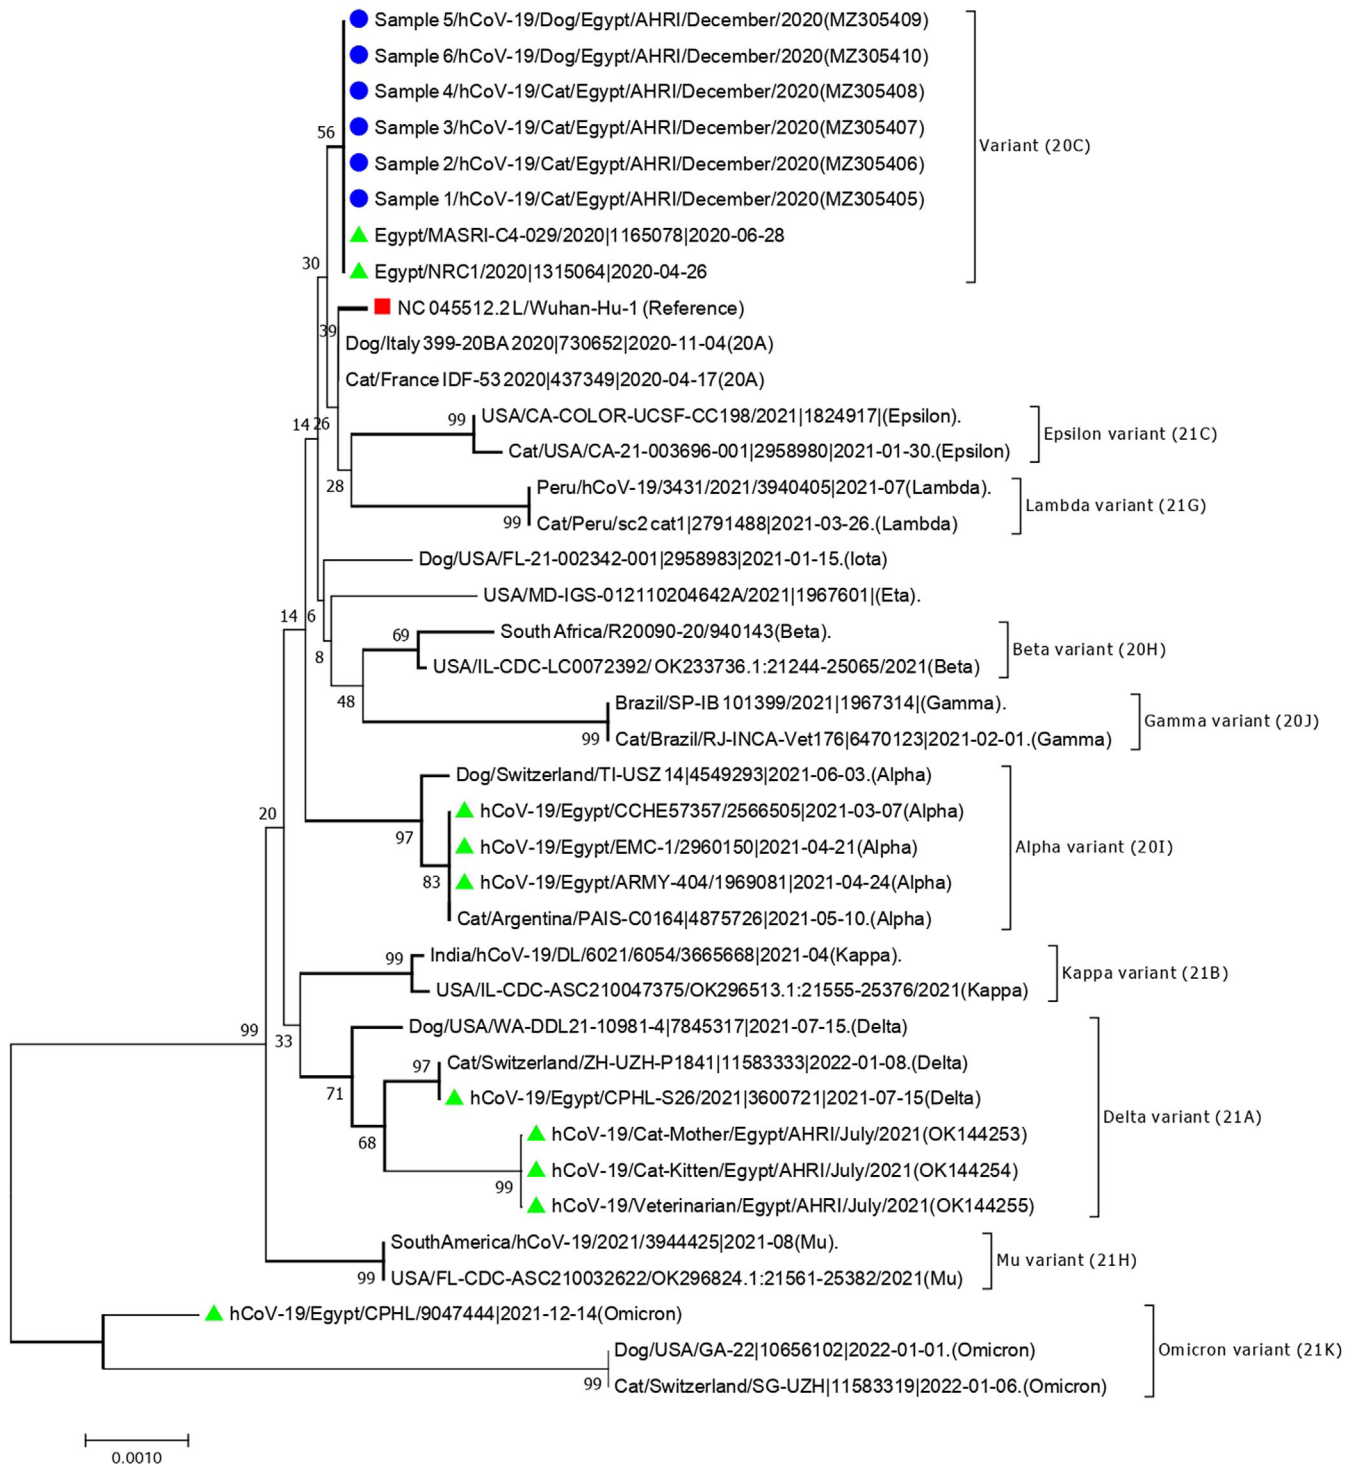 Sample 5/hCoV-19/Dog/Egypt/AHRI/December/2020(MZ305409)
Sample 6/hCoV-19/Dog/Egypt/AHRI/December/2020(MZ305410)
Sample 4/hCoV-19/Cat/Egypt/AHRI/December/2020(MZ305408)
56
Sample 3/hCoV-19/Cat/Egypt/AHRI/December/2020(MZ305407)
Variant (20C)
Sample 2/hCoV-19/Cat/Egypt/AHRI/December/2020(MZ305406)
Sample 1/hCoV-19/Cat/Egypt/AHRI/December/2020(MZ305405)
Egypt/MASRI-C4-029/2020|1165078|2020-06-28
30
Egypt/NRC1/2020|1315064|2020-04-26
NC 045512.2 L/Wuhan-Hu-1 (Reference)
39
Dog/Italy 399-20BA 2020|730652|2020-11-04(20A)
Cat/France IDF-53 2020|437349|2020-04-17(20A)
99
USA/CA-COLOR-UCSF-CC198/2021|1824917|(Epsilon).
14
26
Epsilon variant (21C)
Cat/USA/CA-21-003696-001|2958980|2021-01-30.(Epsilon)
28
Peru/hCoV-19/3431/2021/3940405|2021-07(Lambda).
Lambda variant (21G)
99
Cat/Peru/sc2 cat1|2791488|2021-03-26.(Lambda)
Dog/USA/FL-21-002342-001|2958983|2021-01-15.(Iota)
USA/MD-IGS-012110204642A/2021|1967601|(Eta).
14
6
69
South Africa/R20090-20/940143(Beta).
Beta variant (20H)
8
USA/IL-CDC-LC0072392/ OK233736.1:21244-25065/2021(Beta)
48
Brazil/SP-IB 101399/2021|1967314|(Gamma).
Gamma variant (20J)
99
Cat/Brazil/RJ-INCA-Vet176|6470123|2021-02-01.(Gamma)
Dog/Switzerland/TI-USZ 14|4549293|2021-06-03.(Alpha)
20
hCoV-19/Egypt/CCHE57357/2566505|2021-03-07(Alpha)
97
hCoV-19/Egypt/EMC-1/2960150|2021-04-21(Alpha)
Alpha variant (20I)
83
hCoV-19/Egypt/ARMY-404/1969081|2021-04-24(Alpha)
Cat/Argentina/PAIS-C0164|4875726|2021-05-10.(Alpha)
99
India/hCoV-19/DL/6021/6054/3665668|2021-04(Kappa).
Kappa variant (21B)
USA/IL-CDC-ASC210047375/OK296513.1:21555-25376/2021(Kappa)
99
33
Dog/USA/WA-DDL21-10981-4|7845317|2021-07-15.(Delta)
97
Cat/Switzerland/ZH-UZH-P1841|11583333|2022-01-08.(Delta)
71
hCoV-19/Egypt/CPHL-S26/2021|3600721|2021-07-15(Delta)
Delta variant (21A)
68
hCoV-19/Cat-Mother/Egypt/AHRI/July/2021(OK144253)
hCoV-19/Cat-Kitten/Egypt/AHRI/July/2021(OK144254)
99
hCoV-19/Veterinarian/Egypt/AHRI/July/2021(OK144255)
SouthAmerica/hCoV-19/2021/3944425|2021-08(Mu).
Mu variant (21H)
99
USA/FL-CDC-ASC210032622/OK296824.1:21561-25382/2021(Mu)
hCoV-19/Egypt/CPHL/9047444|2021-12-14(Omicron)
Dog/USA/GA-22|10656102|2022-01-01.(Omicron)
Omicron variant (21K)
99
Cat/Switzerland/SG-UZH|11583319|2022-01-06.(Omicron)
0.0010